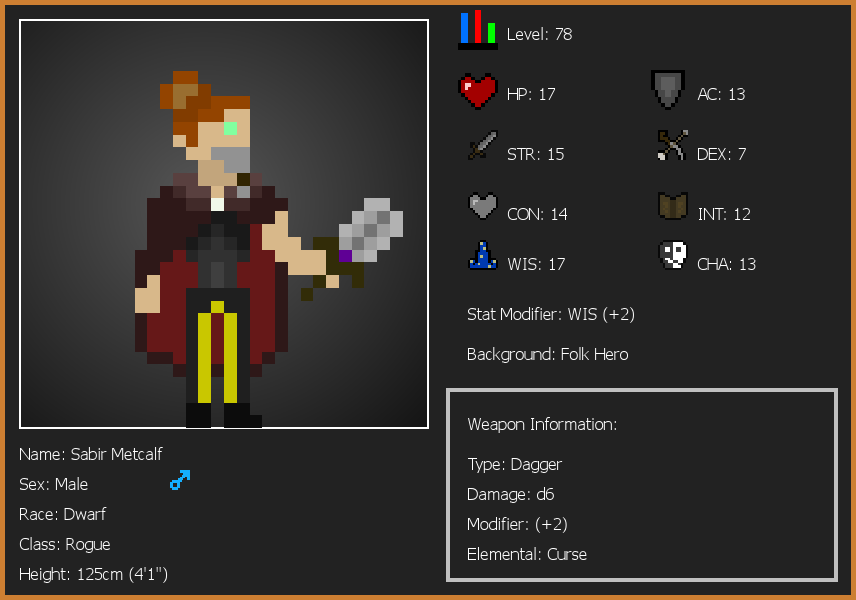 Level: 78
HP: 17
AC: 13
STR: 15
DEX: 7
CON: 14
INT: 12
WIS: 17
CHA: 13
Stat Modifier: WIS (+2)
Background: Folk Hero
Weapon Information:
Type: Dagger
Damage: d6
Modifier: (+2)
Elemental: Curse
Name: Sabir Metcalf
Sex: Male
Race: Dwarf
Class: Rogue
Height: 125cm (4'1")